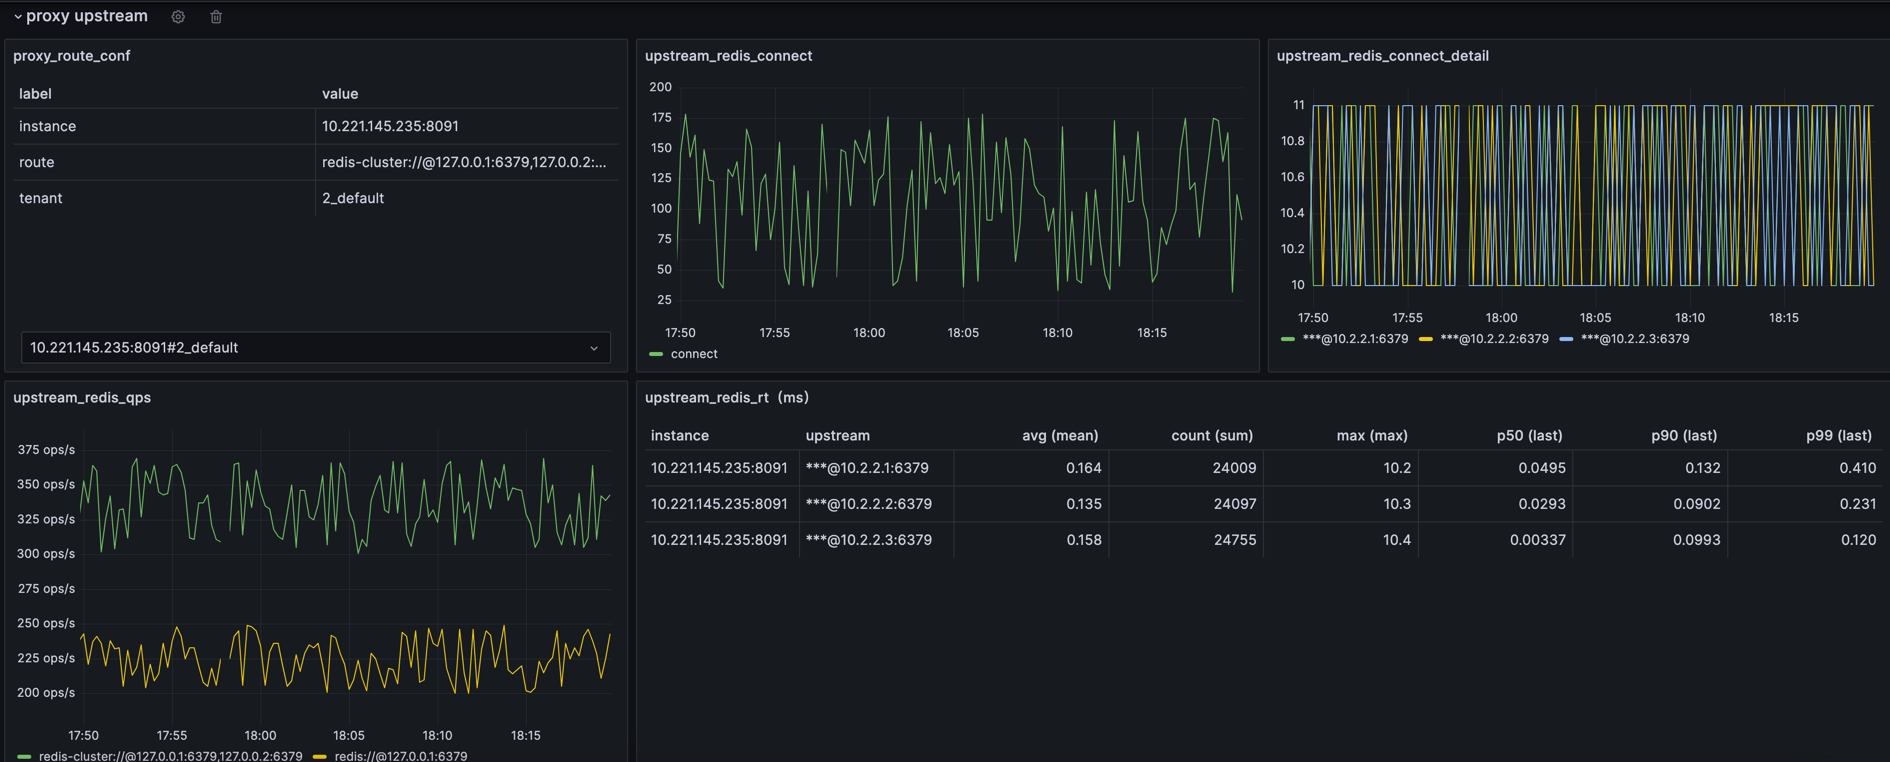 proxy upstream
proxy_route_conf
label value
instance 10.221.145.235:8091
route redis-cluster://@127.0.0.1:6379,127.0.0.2:...
tenant 2_default
10.221.145.235:8091#2_default
upstream_redis_connect
200
175
150
125
100
75
50
25
17:50 17:55 18:00 18:05 18:10 18:15
connect
upstream_redis_connect_detail
11
10.8
10.6
10.4
10.2
10
17:50 17:55 18:00 18:05 18:10 18:15
***@10.2.2.1:6379 ***@10.2.2.2:6379 ***@10.2.2.3:6379
upstream_redis_qps
375 ops/s
350 ops/s
325 ops/s
300 ops/s
275 ops/s
250 ops/s
225 ops/s
200 ops/s
17:50 17:55 18:00 18:05 18:10 18:15
redis-cluster://@127.0.0.1:6379,127.0.0.2:6379 redis://@127.0.0.1:6379
upstream_redis_rt (ms)
instance upstream avg (mean) count (sum) max (max) p50 (last) p90 (last) p99 (last)
10.221.145.235:8091 ***@10.2.2.1:6379 0.164 24009 10.2 0.0495 0.132 0.410
10.221.145.235:8091 ***@10.2.2.2:6379 0.135 24097 10.3 0.0293 0.0902 0.231
10.221.145.235:8091 ***@10.2.2.3:6379 0.158 24755 10.4 0.00337 0.0993 0.120